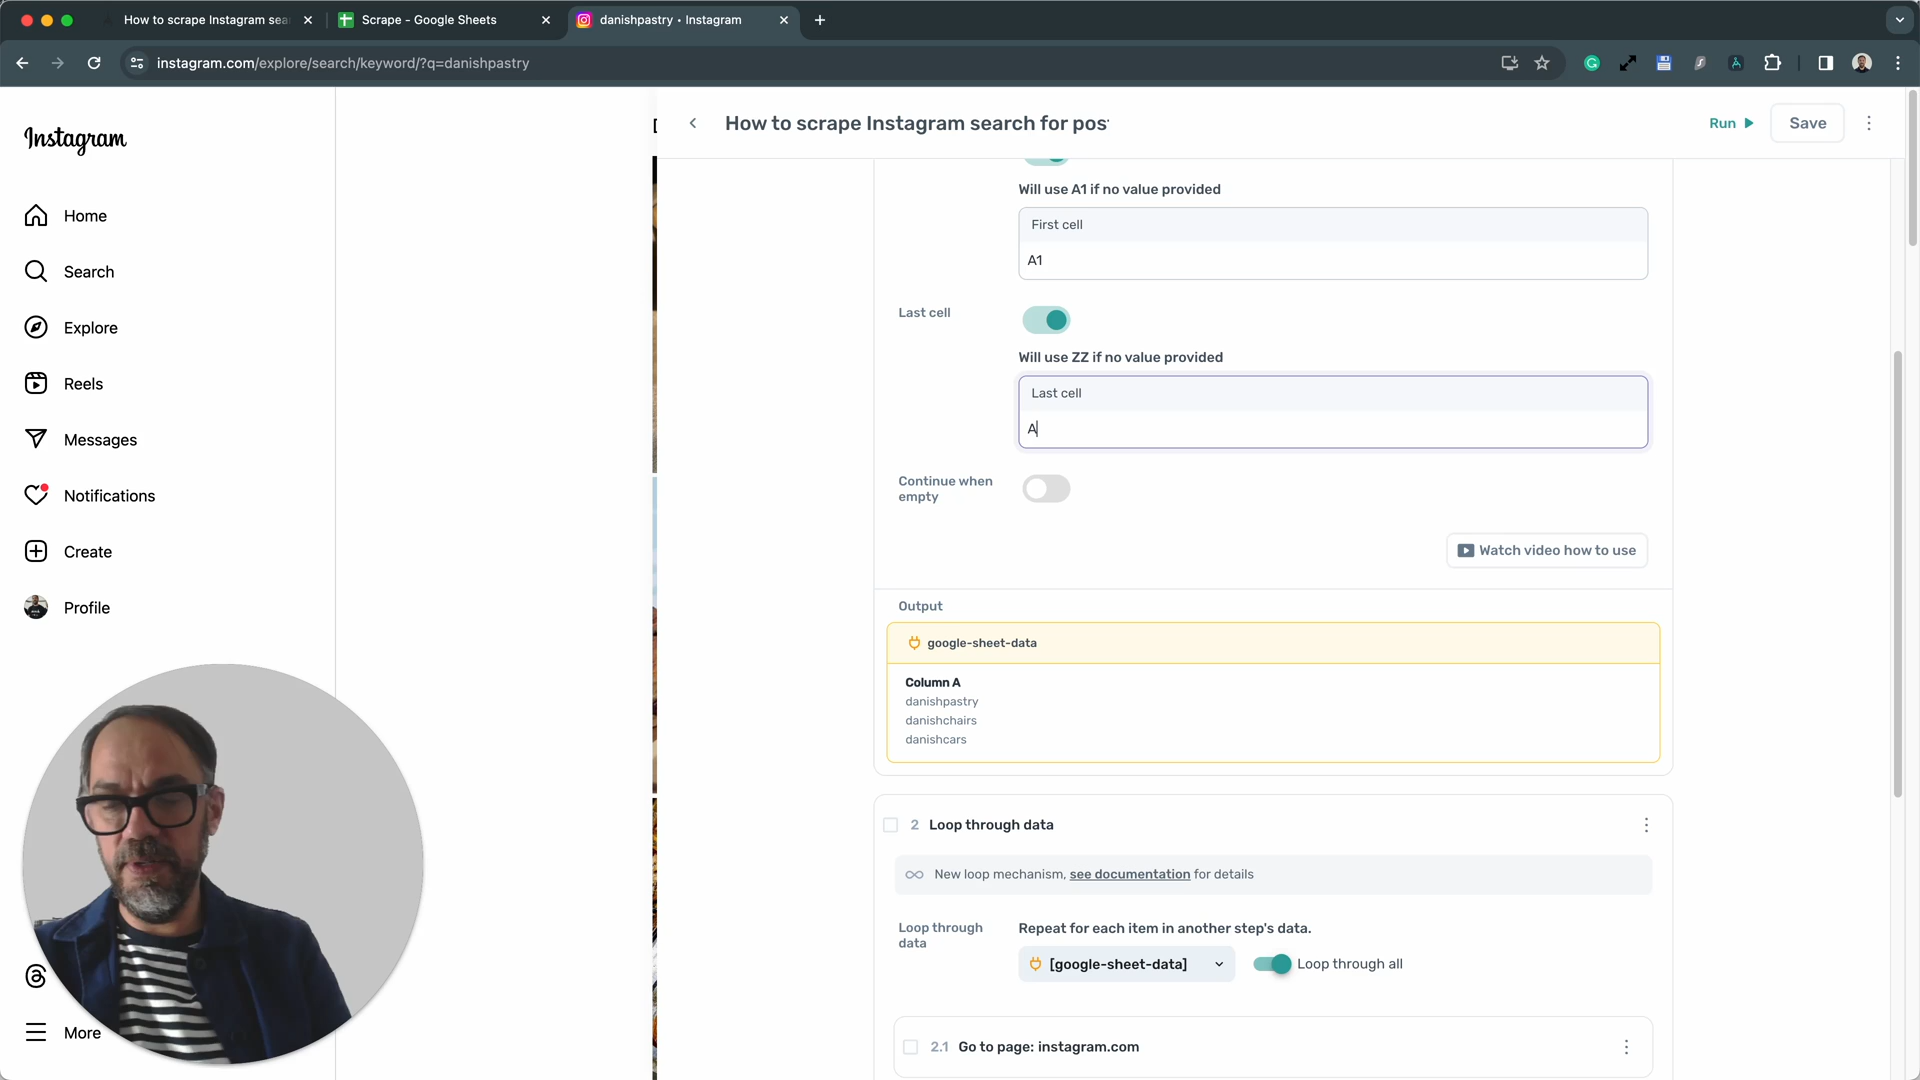 How to scrape Instagram sea
Scrape - Google Sheets
danishpastry • Instagram
instagram.com/explore/search/keyword/?q=danishpastry
Instagram
Home
Search
Explore
Reels
Messages
Notifications
Create
Profile
More
How to scrape Instagram search for pos
Run
Save
Will use A1 if no value provided
First cell
A1
Last cell
Will use ZZ if no value provided
Last cell
A
Continue when
empty
Watch video how to use
Output
google-sheet-data
Column A
danishpastry
danishchairs
danishcars
2 Loop through data
New loop mechanism, see documentation for details
Loop through
data
Repeat for each item in another step's data.
[google-sheet-data]
Loop through all
2.1 Go to page: instagram.com